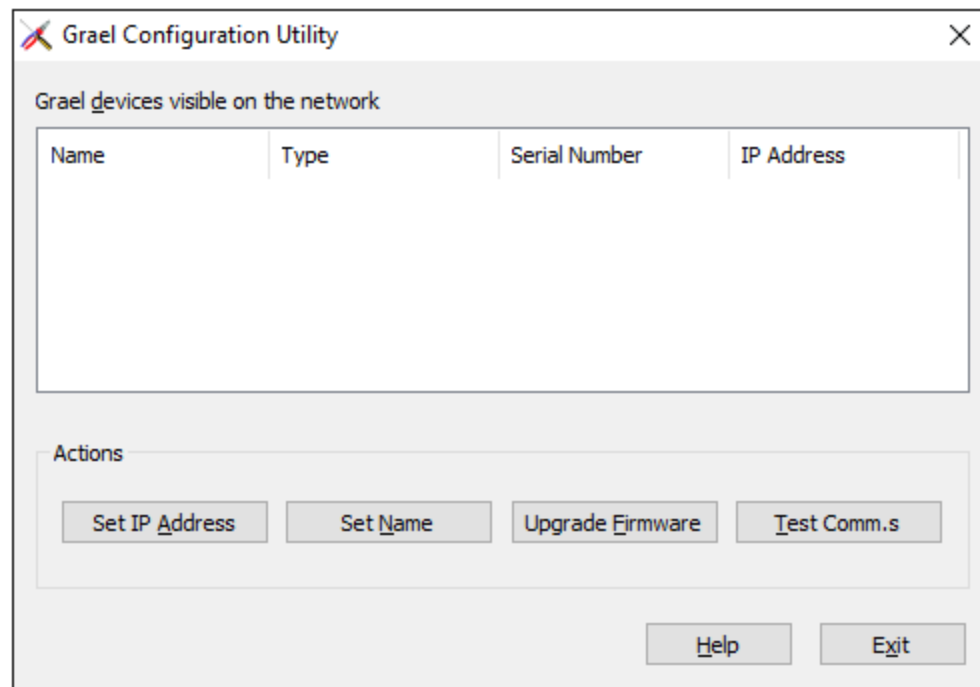 Grael Configuration Utility
Grael devices visible on the network
Name Type Serial Number IP Address
Actions
Set IP Address Set Name Upgrade Firmware Test Comm.s
Help Exit